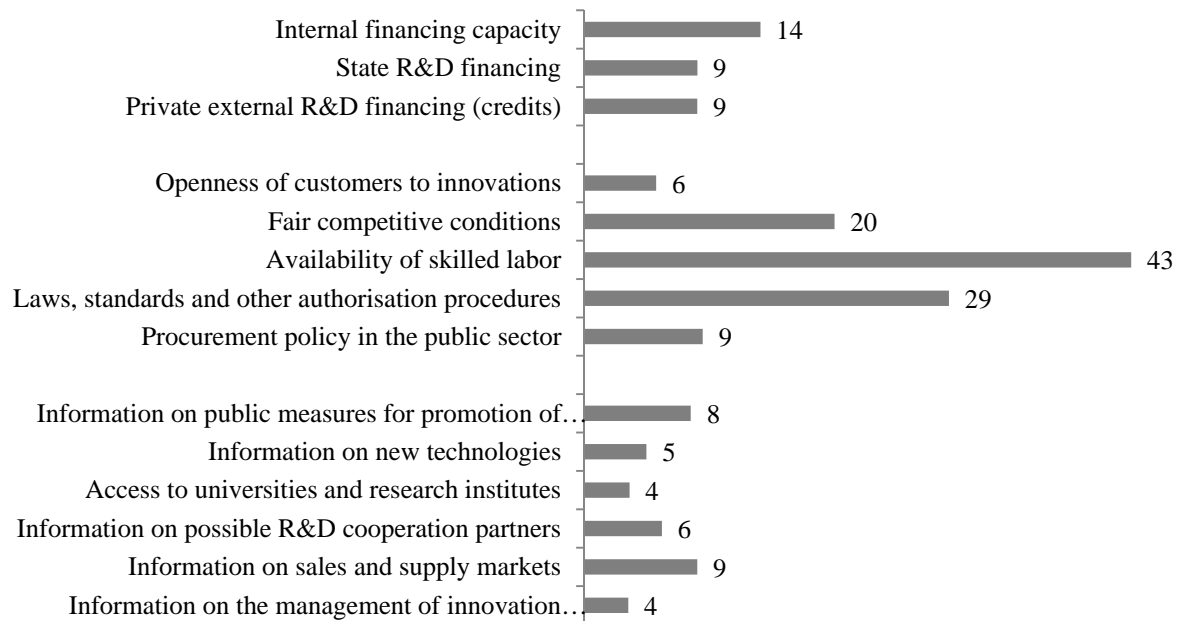 Internal financing capacity 14
State R&D financing 9
Private external R&D financing (credits) 9
Openness of customers to innovations 6
Fair competitive conditions 20
Availability of skilled labor 43
Laws, standards and other authorisation procedures 29
Procurement policy in the public sector 9
Information on public measures for promotion of… 8
Information on new technologies 5
Access to universities and research institutes 4
Information on possible R&D cooperation partners 6
Information on sales and supply markets 9
Information on the management of innovation… 4